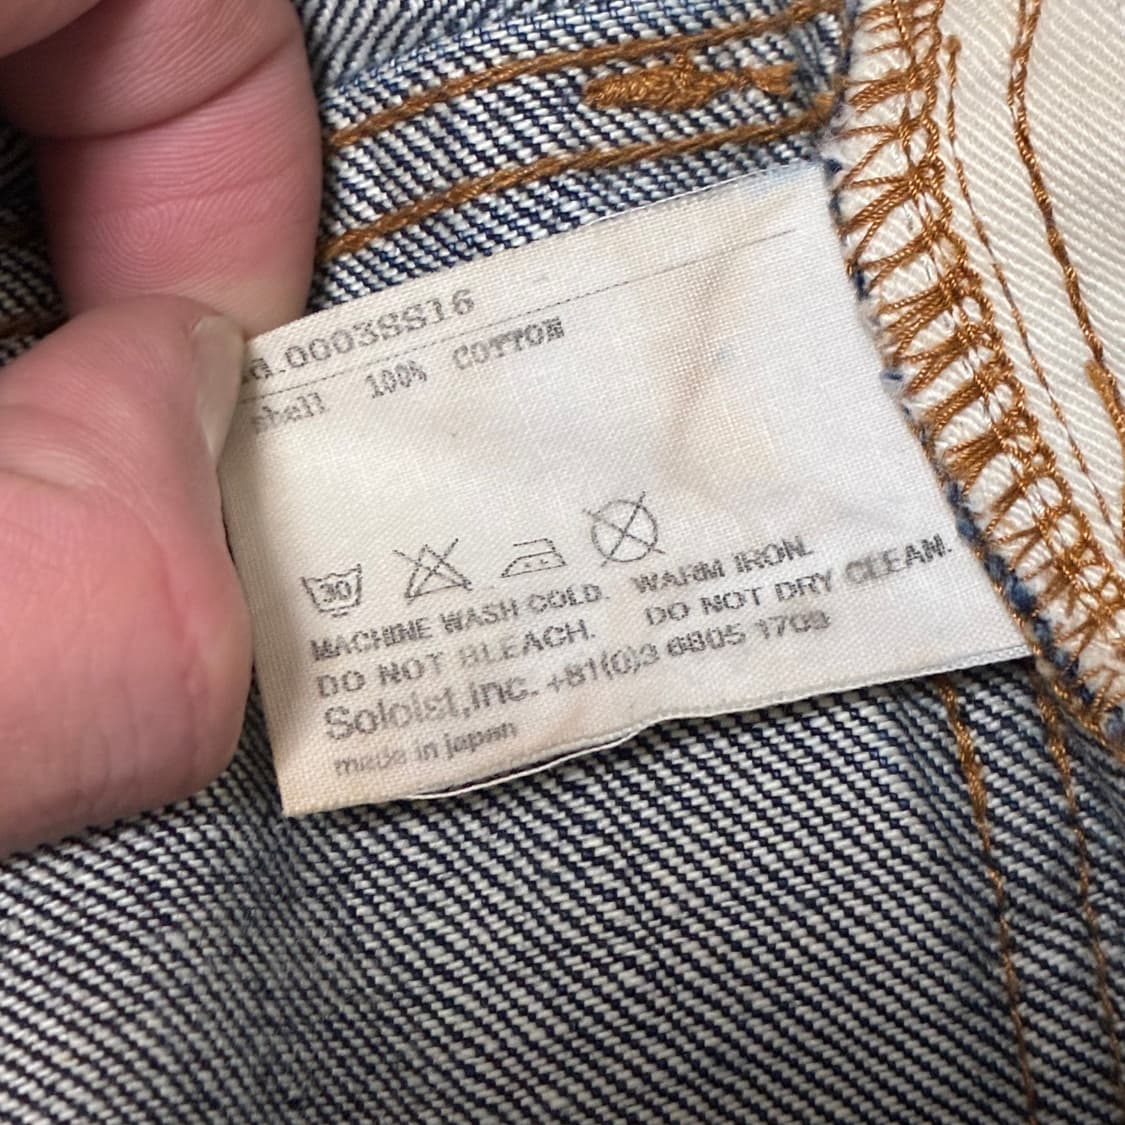 a.0003SS16
shell 100% COTTON
30
MACHINE WASH COLD. WARM IRON.
DO NOT BLEACH. DO NOT DRY CLEAN.
Soloist,inc. +81(0)3 6805 1709
made in japan